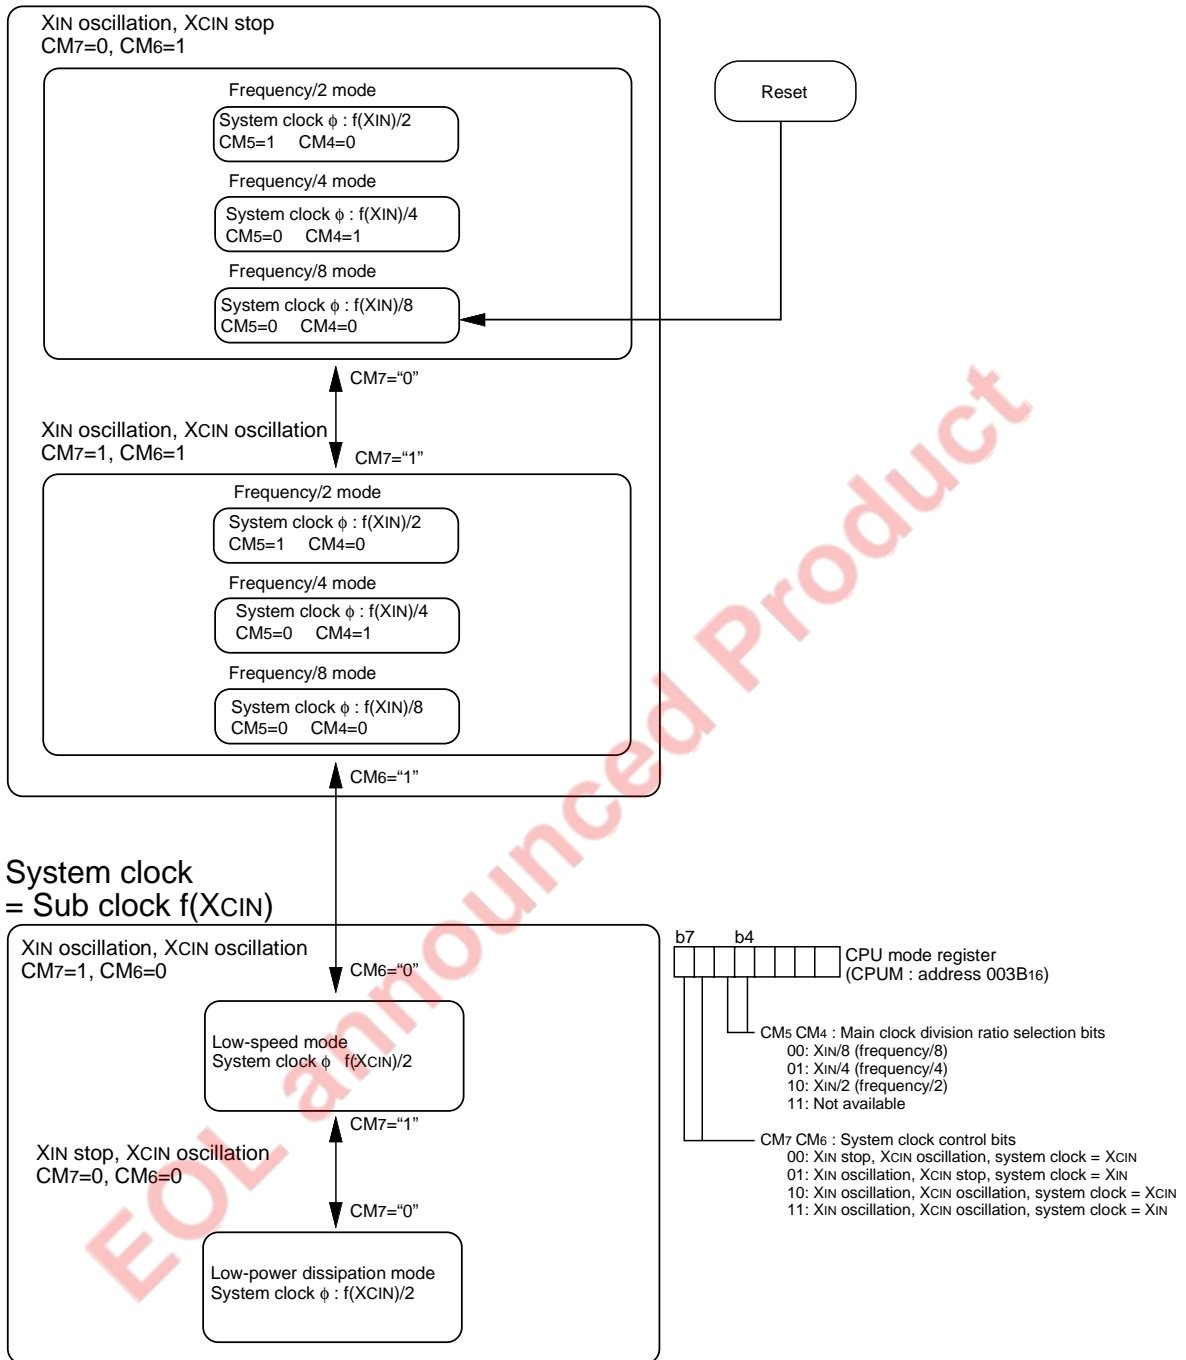 XIN oscillation, XCIN stop
CM7=0, CM6=1
Frequency/2 mode
System clock ϕ : f(XIN)/2
CM5=1 CM4=0
Frequency/4 mode
System clock ϕ : f(XIN)/4
CM5=0 CM4=1
Frequency/8 mode
System clock ϕ : f(XIN)/8
CM5=0 CM4=0
Reset
CM7=“0”
XIN oscillation, XCIN oscillation
CM7=1, CM6=1
CM7=“1”
Frequency/2 mode
System clock ϕ : f(XIN)/2
CM5=1 CM4=0
Frequency/4 mode
System clock ϕ : f(XIN)/4
CM5=0 CM4=1
Frequency/8 mode
System clock ϕ : f(XIN)/8
CM5=0 CM4=0
CM6=“1”
System clock
= Sub clock f(XCIN)
XIN oscillation, XCIN oscillation
CM7=1, CM6=0
CM6=“0”
Low-speed mode
System clock ϕ : f(XCIN)/2
CM7=“1”
XIN stop, XCIN oscillation
CM7=0, CM6=0
CM7=“0”
Low-power dissipation mode
System clock ϕ : f(XCIN)/2
b7 b4
CPU mode register
(CPUM : address 003B16)
CM5 CM4 : Main clock division ratio selection bits
00: XIN/8 (frequency/8)
01: XIN/4 (frequency/4)
10: XIN/2 (frequency/2)
11: Not available
CM7 CM6 : System clock control bits
00: XIN stop, XCIN oscillation, system clock = XCIN
01: XIN oscillation, XCIN stop, system clock = XIN
10: XIN oscillation, XCIN oscillation, system clock = XCIN
11: XIN oscillation, XCIN oscillation, system clock = XIN
EOL announced Product